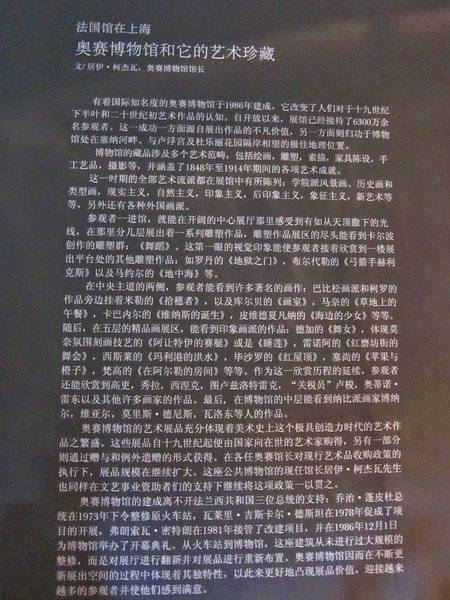 法国馆在上海
奥赛博物馆和它的艺术珍藏
文/居伊·柯杰瓦，奥赛博物馆馆长
有着国际知名度的奥赛博物馆于1986年建成，它改变了人们对于十九世纪
下半叶和二十世纪初艺术作品的认知。自开放以来，展馆已经接待了6300万余
名参观者。这一成功一方面源自展出作品的不凡价值，另一方面则归功于博物
馆处在塞纳河畔、与卢浮宫及杜乐丽花园隔岸相望的极佳地理位置。
博物馆的藏品涉及多个艺术范畴，包括绘画，雕塑，素描，家具陈设，手
工艺品，摄影等，并涵盖了1848年至1914年期间的各项艺术成就。
这一时期的全部艺术流派都在展馆中有所陈列：学院派风景画、历史画和
类型画，现实主义，自然主义，印象主义，后印象主义，象征主义，新艺术等
等，另外还有各种外国画派。
参观者一进馆，就能在开阔的中心展厅那里感受到有如从天顶撒下的光
线，在那里分几层展出着一系列雕塑作品，雕塑作品展区的尽头能看到卡尔波
创作的雕塑群：《舞蹈》。这第一眼的视觉印象能使参观者接着欣赏到一楼展
出平台处的其他雕塑作品：如罗丹的《地狱之门》，布尔代勒的《弓箭手赫利
克斯》以及马约尔的《地中海》等。
在中央主道的两侧，参观者能看到许多著名的画作：巴比松画派和柯罗的
作品旁边挂着米勒的《拾穗者》，以及库尔贝的《画室》，马奈的《草地上的
午餐》，卡巴内尔的《维纳斯的诞生》，皮维德夏凡纳的《海边的少女》等等。
随后，在五层的精品画展区，能看到印象画派的作品：德加的《舞女》，体现莫
奈氛围刻画技艺的《阿让特伊的赛艇》或是《睡莲》，雷诺阿的《红磨坊街的
舞会》，西斯莱的《玛利港的洪水》，毕沙罗的《红屋顶》，塞尚的《苹果与
橙子》，梵高的《在阿尔勒的房间》等等。作为这一欣赏历程的延续，参观者
还能欣赏到高更，秀拉，西涅克，图卢兹洛特雷克，“关税员”卢梭，奥蒂诺·
雷东以及其他许多画家的作品。最后，在博物馆的中层能看到纳比派画家博纳
尔，维亚尔，莫里斯·德尼斯，瓦洛东等人的作品。
奥赛博物馆的艺术展品充分体现着美术史上这个极具创造力时代的艺术作
品之繁盛。这些展品自十九世纪起便由国家向在世的艺术家购得，另有一部分
则通过赠与和例外遗赠的形式获得。在各任奥赛馆长对现行艺术品收购政策的
执行下，展品规模在继续扩大。这座公共博物馆的现任馆长居伊·柯杰瓦先生
也同样在文艺事业资助者们的支持下继续将这项政策一以贯之。
奥赛博物馆的建成离不开法兰西共和国三位总统的支持：乔治·蓬皮杜总
统在1973年下令整修原火车站，瓦莱里·吉斯卡尔·德斯坦在1978年促成了项
目的开展，弗朗索瓦·密特朗在1981年接管了改建项目，并在1986年12月1日
为博物馆举办了开幕典礼。从火车站到博物馆，这座建筑从未进行过大规模的
整修，而是对展厅进行翻新并对展品进行重新布置。奥赛博物馆因而在不断更
新展出空间的过程中体现着其独特性，以此来更好地凸现展品价值，迎接越来
越多的参观者并使他们感到满意。